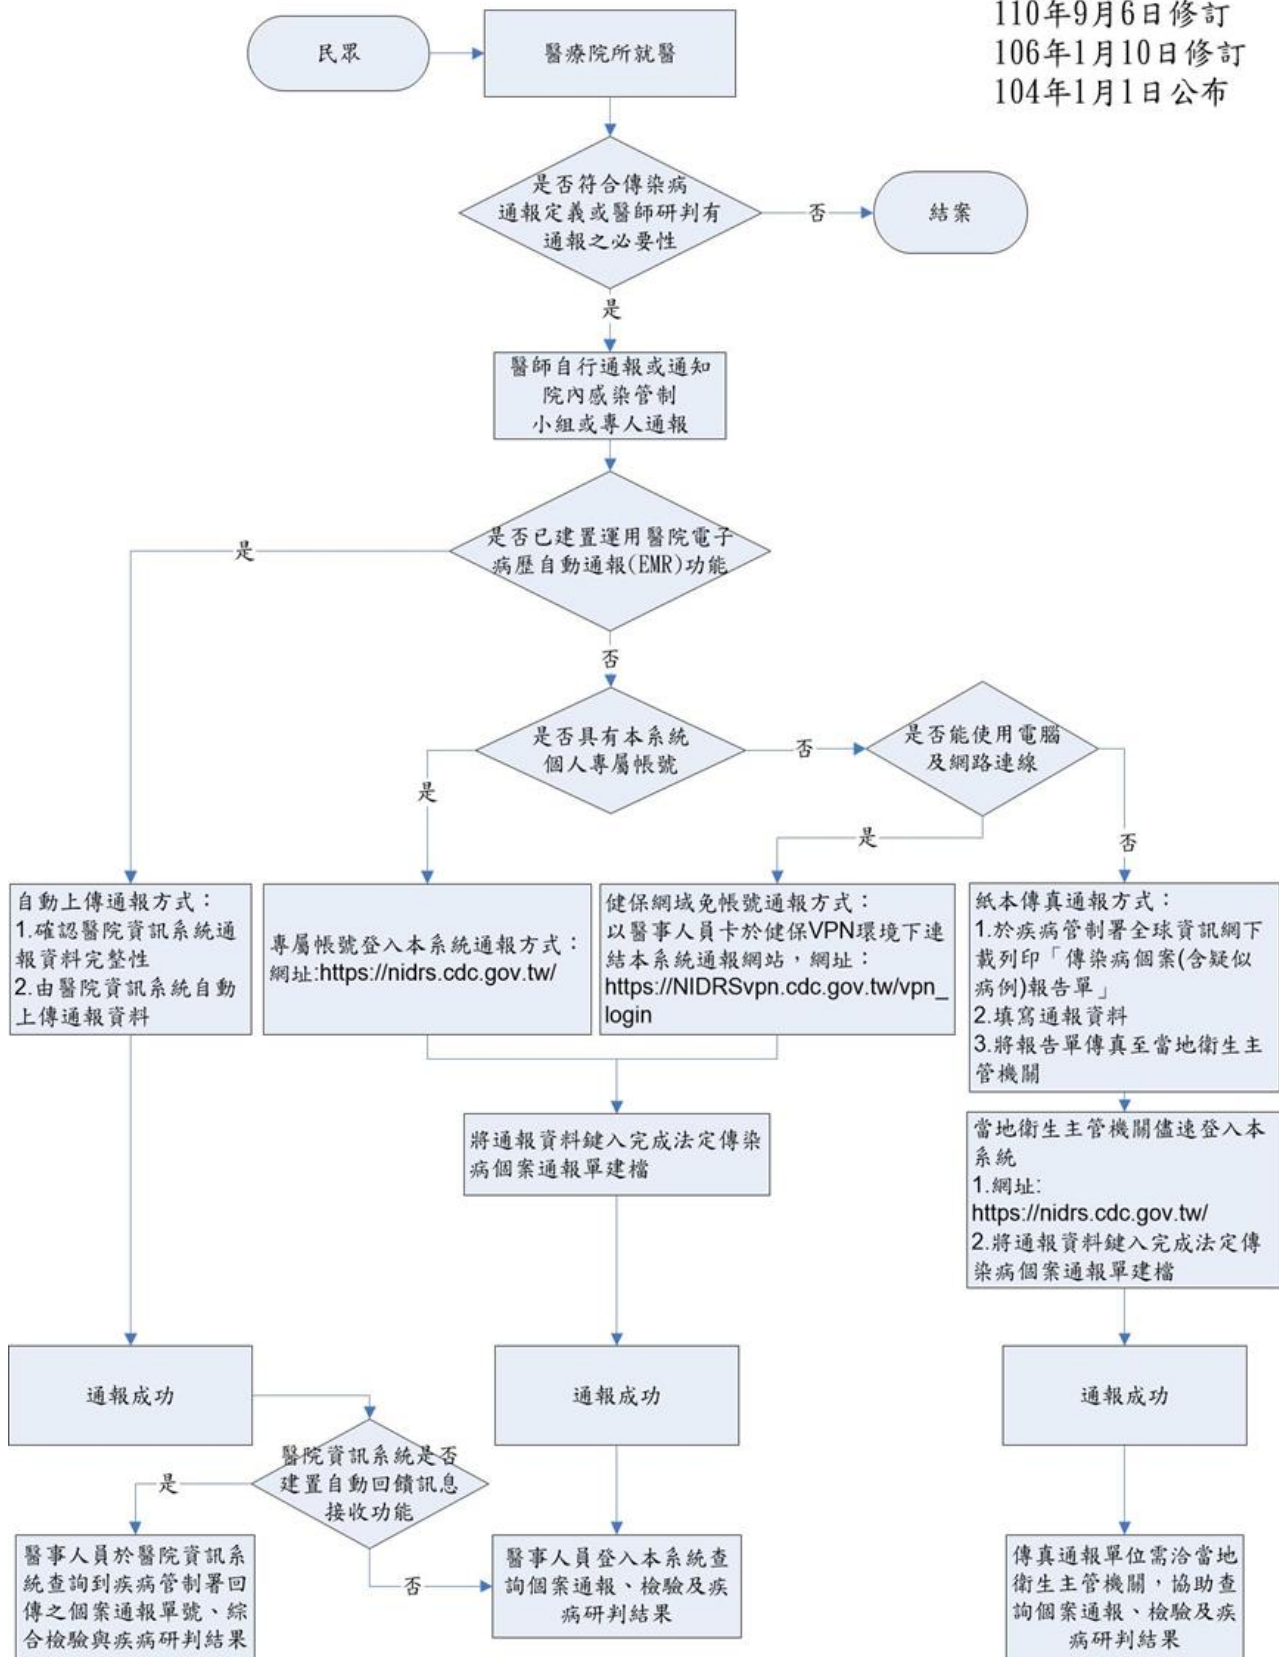 110年9月6日修訂
106年1月10日修訂
104年1月1日公布
民眾
醫療院所就醫
是否符合傳染病
通報定義或醫師研判有
通報之必要性
否
結案
是
醫師自行通報或通知
院內感染管制
小組或專人通報
是否已建置運用醫院電子
病歷自動通報(EMR)功能
是
否
是否具有本系統
個人專屬帳號
否
是否能使用電腦
及網路連線
是
是
否
自動上傳通報方式：
1.確認醫院資訊系統通
報資料完整性
2.由醫院資訊系統自動
上傳通報資料
專屬帳號登入本系統通報方式：
網址:https://nidrs.cdc.gov.tw/
健保網域免帳號通報方式：
以醫事人員卡於健保VPN環境下連
結本系統通報網站，網址：
https://NIDRSvpn.cdc.gov.tw/vpn_
login
紙本傳真通報方式：
1.於疾病管制署全球資訊網下
載列印「傳染病個案(含疑似
病例)報告單」
2.填寫通報資料
3.將報告單傳真至當地衛生主
管機關
將通報資料鍵入完成法定傳染
病個案通報單建檔
當地衛生主管機關儘速登入本
系統
1.網址:
https://nidrs.cdc.gov.tw/
2.將通報資料鍵入完成法定傳
染病個案通報單建檔
通報成功
通報成功
通報成功
醫院資訊系統是否
建置自動回饋訊息
接收功能
是
否
醫事人員於醫院資訊系
統查詢到疾病管制署回
傳之個案通報單號、綜
合檢驗與疾病研判結果
醫事人員登入本系統查
詢個案通報、檢驗及疾
病研判結果
傳真通報單位需洽當地
衛生主管機關，協助查
詢個案通報、檢驗及疾
病研判結果